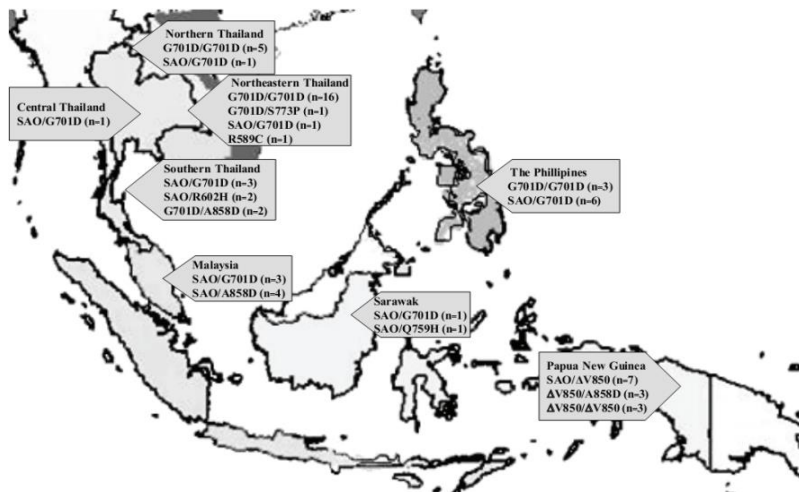 Northern Thailand
G701D/G701D (n=5)
SAO/G701D (n=1)
Northeastern Thailand
G701D/G701D (n=16)
G701D/S773P (n=1)
SAO/G701D (n=1)
R589C (n=1)
Central Thailand
SAO/G701D (n=1)
Southern Thailand
SAO/G701D (n=3)
SAO/R602H (n=2)
G701D/A858D (n=2)
The Phillipines
G701D/G701D (n=3)
SAO/G701D (n=6)
Malaysia
SAO/G701D (n=3)
SAO/A858D (n=4)
Sarawak
SAO/G701D (n=1)
SAO/Q759H (n=1)
Papua New Guinea
SAO/ΔV850 (n=7)
ΔV850/A858D (n=3)
ΔV850/ΔV850 (n=3)